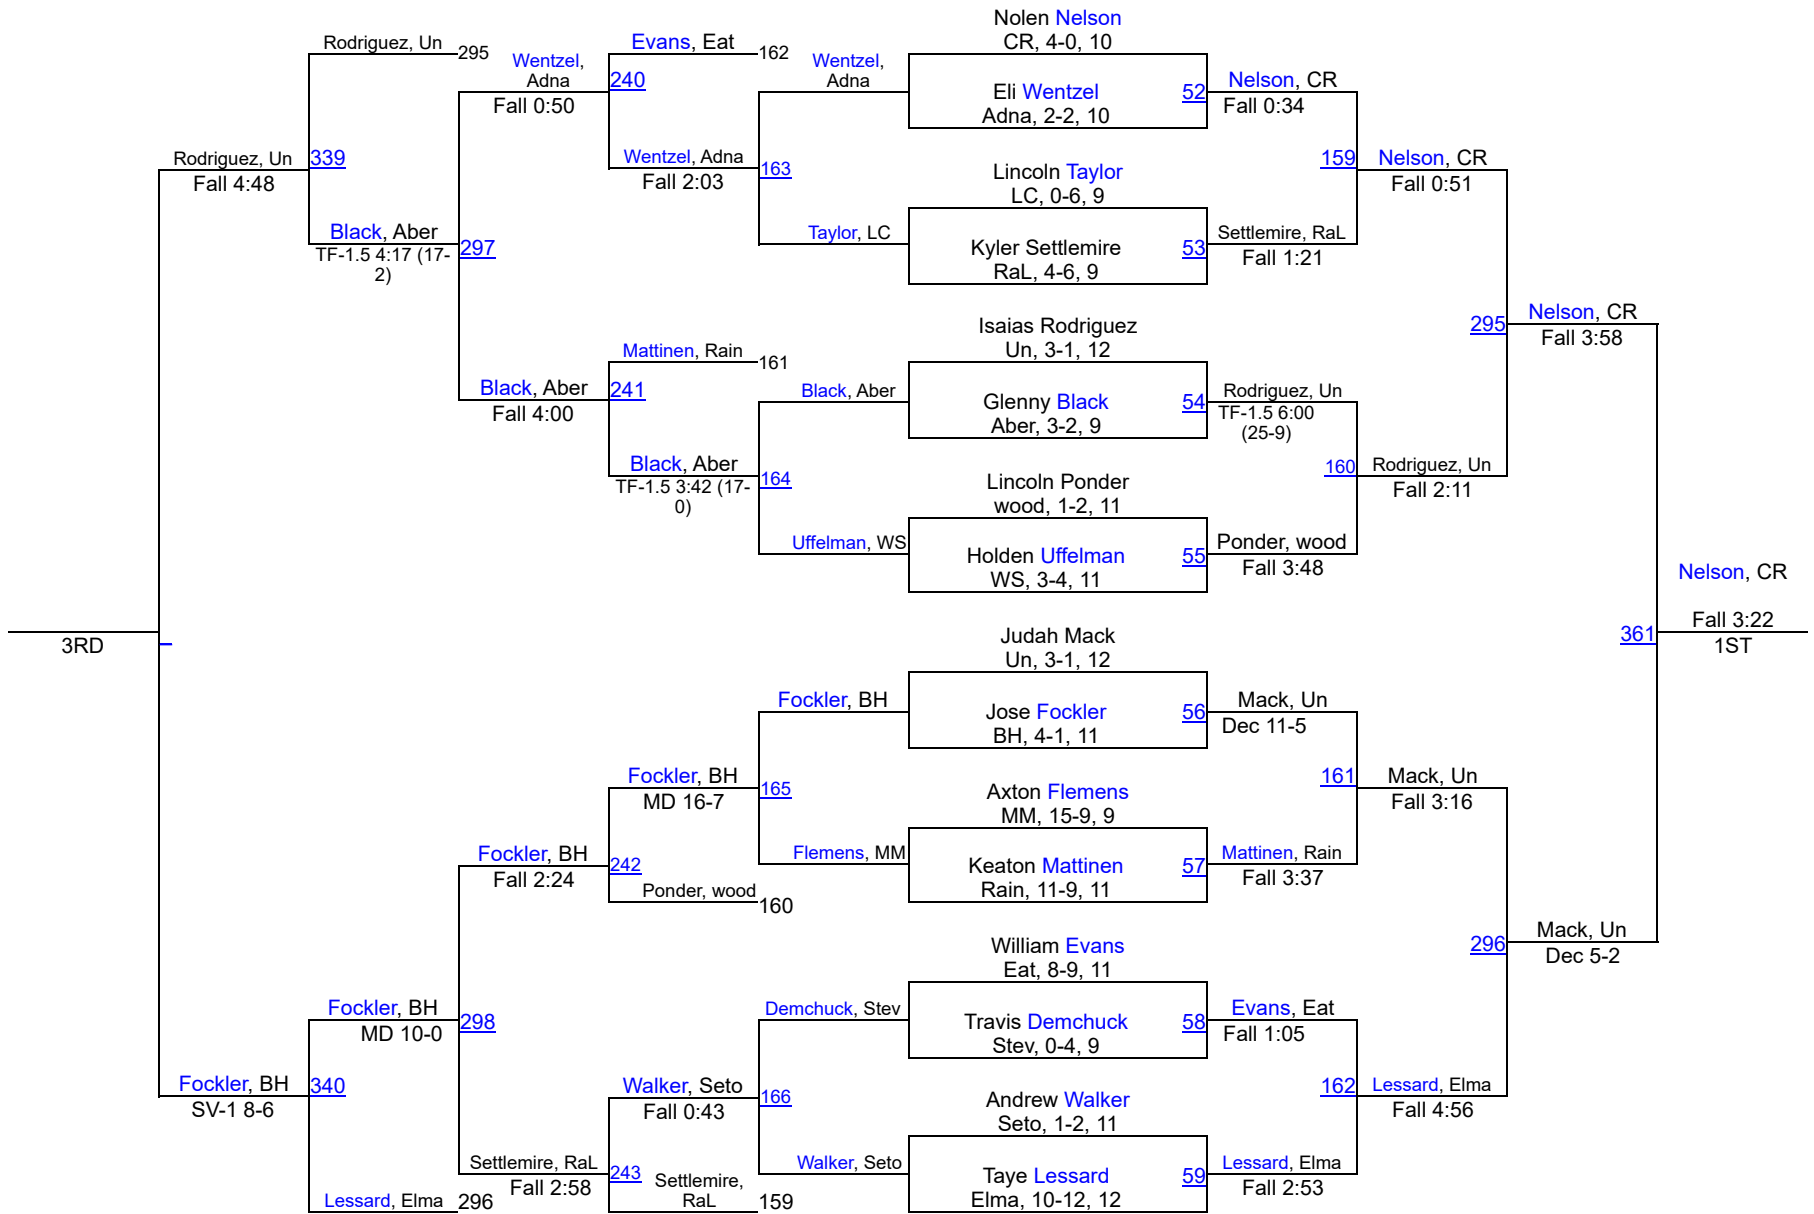 Nolen Nelson
Rodriguez, Un
295
Wentzel,
Adna
Evans, Eat
162
Wentzel,
Adna
CR, 4-0, 10
240
Fall 0:50
Eli Wentzel
Adna, 2-2, 10
52
Nelson, CR
Fall 0:34
Rodriguez, Un
339
Fall 4:48
Wentzel, Adna
Fall 2:03
163
Lincoln Taylor
LC, 0-6, 9
159
Nelson, CR
Fall 0:51
Black, Aber
TF-1.5 4:17 (17-
2)
297
Taylor, LC
Kyler Settlemire
RaL, 4-6, 9
53
Settlemire, RaL
Fall 1:21
Isaias Rodriguez
Un, 3-1, 12
295
Nelson, CR
Fall 3:58
Mattinen, Rain
161
Black, Aber
Fall 4:00
241
Black, Aber
Glenny Black
Aber, 3-2, 9
54
Rodriguez, Un
TF-1.5 6:00
(25-9)
Black, Aber
TF-1.5 3:42 (17-
0)
164
Lincoln Ponder
wood, 1-2, 11
160
Rodriguez, Un
Fall 2:11
Uffelman, WS
Holden Uffelman
WS, 3-4, 11
55
Ponder, wood
Fall 3:48
Nelson, CR
3RD
Judah Mack
Un, 3-1, 12
361
Fall 3:22
1ST
Fockler, BH
Jose Fockler
BH, 4-1, 11
56
Mack, Un
Dec 11-5
Fockler, BH
MD 16-7
165
Axton Flemens
MM, 15-9, 9
161
Mack, Un
Fall 3:16
Fockler, BH
Fall 2:24
242
Flemens, MM
Keaton Mattinen
Rain, 11-9, 11
57
Mattinen, Rain
Fall 3:37
Ponder, wood
160
William Evans
Eat, 8-9, 11
296
Mack, Un
Dec 5-2
Fockler, BH
MD 10-0
298
Demchuck, Stev
Travis Demchuck
Stev, 0-4, 9
58
Evans, Eat
Fall 1:05
Fockler, BH
SV-1 8-6
340
Walker, Seto
Fall 0:43
166
Andrew Walker
Seto, 1-2, 11
162
Lessard, Elma
Fall 4:56
Settlemire, RaL
Fall 2:58
243
Walker, Seto
Taye Lessard
Elma, 10-12, 12
59
Lessard, Elma
Fall 2:53
Lessard, Elma
296
Settlemire,
RaL
159